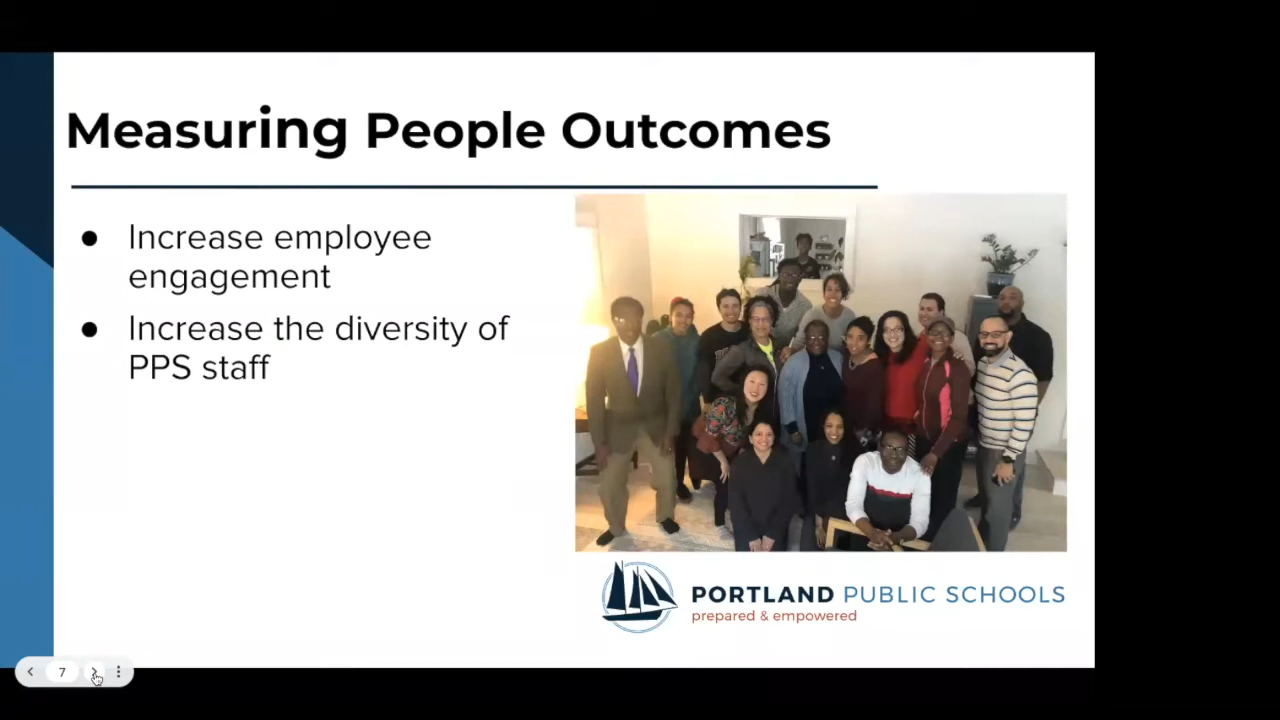 Measuring People Outcomes
● Increase employee
engagement
● Increase the diversity of
PPS staff
PORTLAND PUBLIC SCHOOLS
prepared & empowered
7